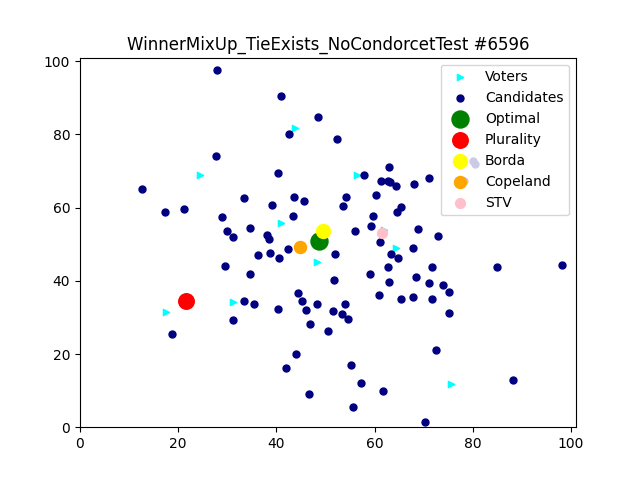 WinnerMixUp_TieExists_NoCondorcetTest #6596
100
80
60
40
20
0
0 20 40 60 80 100
Voters
Candidates
Optimal
Plurality
Borda
Copeland
STV